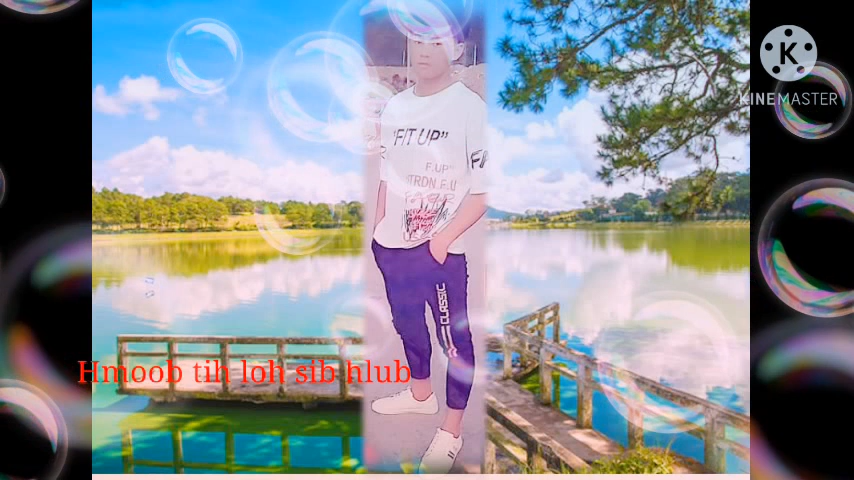 KINEMASTER
"FIT UP"
F.UP
CLASSIC
Hmoob tih loh sib hlub